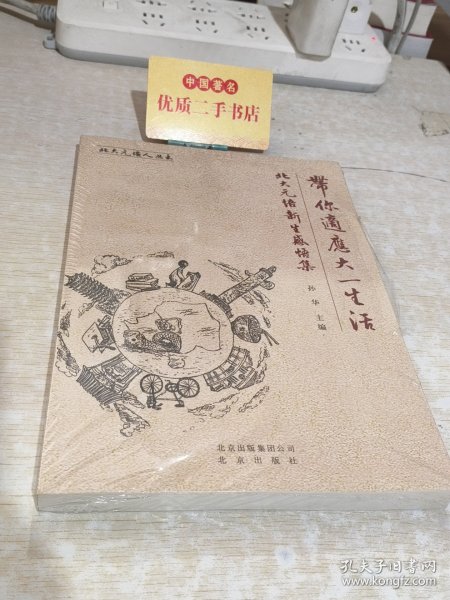 中国著名
优质二手书店
北大元培人丛书
幫你適應大一生活
北大元培新生感悟集
孙华 主编
北京出版集团公司
北京出版社
孔夫子旧书网
www.kongfz.com